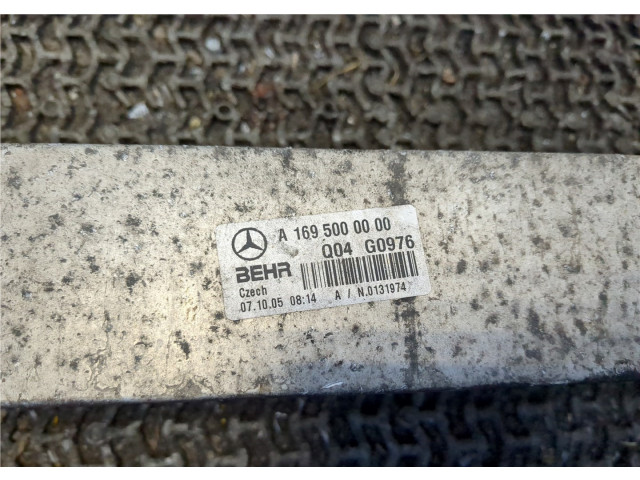 A 169 500 00 00
Q04 G0976
BEHR
Czech
07.10.05 08:14 A / N.0131974